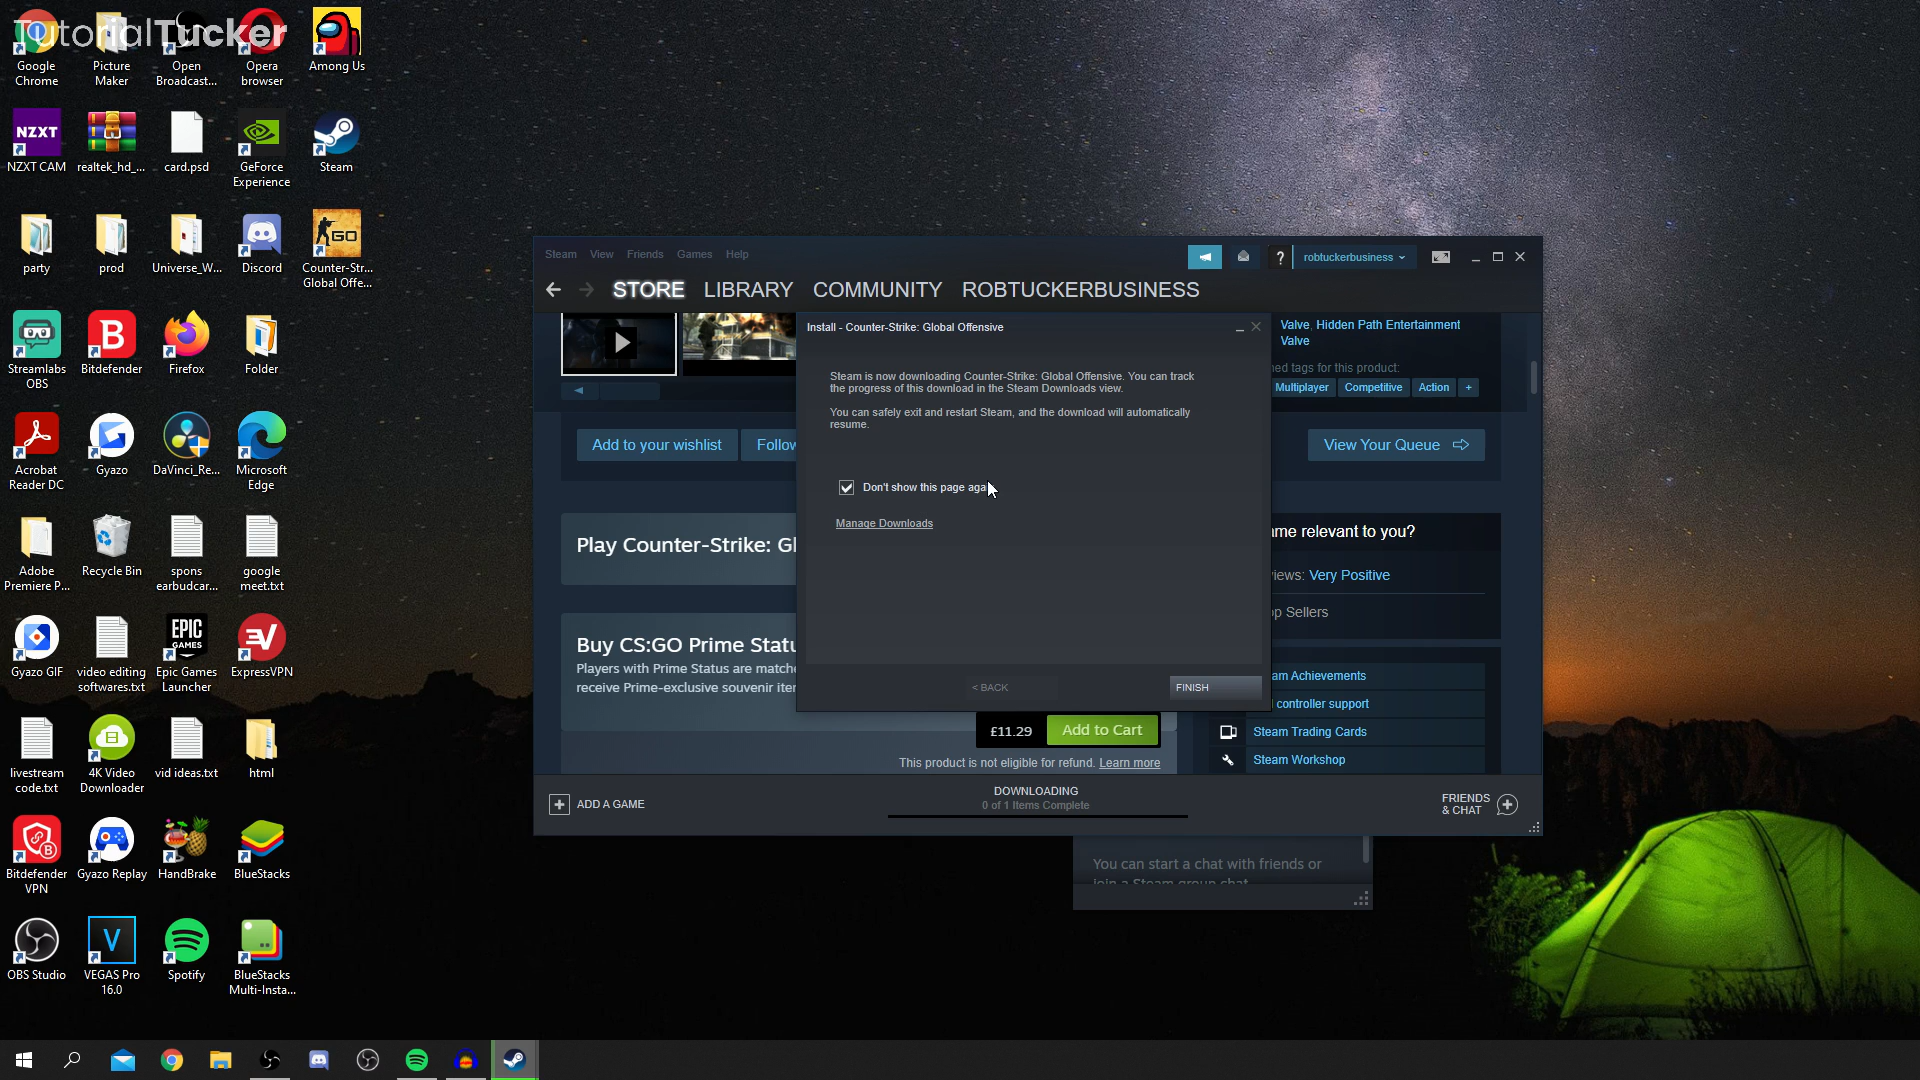 TutorialTucker
Google
Chrome
Picture
Maker
Open
Broadcast...
Opera
browser
Among Us
NZXT
NZXT CAM
realtek_hd_...
card.psd
GeForce
Experience
Steam
party
prod
Universe_W...
Discord
GO
Counter-Str...
Global Offe...
Streamlabs
OBS
B
Bitdefender
Firefox
Folder
Acrobat
Reader DC
Gyazo
DaVinci_Re...
Microsoft
Edge
Adobe
Premiere P...
Recycle Bin
spons
earbudcar...
google
meet.txt
Gyazo GIF
video editing
softwares.txt
EPIC
GAMES
Epic Games
Launcher
ExpressVPN
livestream
code.txt
4K Video
Downloader
vid ideas.txt
html
Bitdefender
VPN
Gyazo Replay
HandBrake
BlueStacks
OBS Studio
V
VEGAS Pro
16.0
Spotify
BlueStacks
Multi-Insta...
Steam View Friends Games Help
? robtuckerbusiness
STORE LIBRARY COMMUNITY ROBTUCKERBUSINESS
Install - Counter-Strike: Global Offensive
Steam is now downloading Counter-Strike: Global Offensive. You can track
the progress of this download in the Steam Downloads view.
You can safely exit and restart Steam, and the download will automatically
resume.
Don't show this page aga
Manage Downloads
< BACK
FINISH
Valve, Hidden Path Entertainment
Valve
ned tags for this product:
Multiplayer Competitive Action +
Add to your wishlist
Follow
View Your Queue
Play Counter-Strike: Gl
me relevant to you?
iews: Very Positive
op Sellers
Buy CS:GO Prime Statu
Players with Prime Status are matche
receive Prime-exclusive souvenir iter
am Achievements
controller support
Steam Trading Cards
Steam Workshop
£11.29 Add to Cart
This product is not eligible for refund. Learn more
ADD A GAME
DOWNLOADING
0 of 1 Items Complete
FRIENDS
& CHAT
You can start a chat with friends or
join a Steam group chat